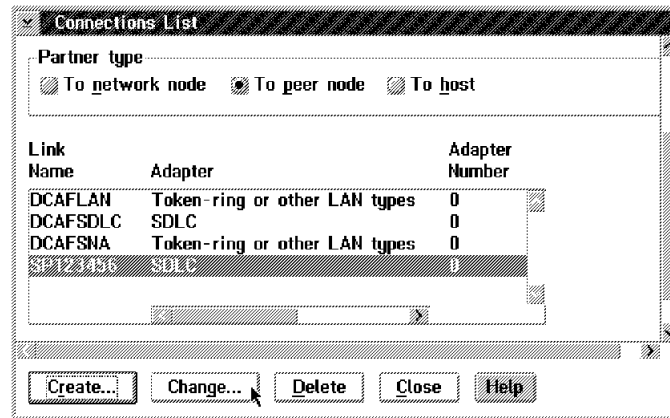 Connections List
Partner type
To network node To peer node To host
Link Adapter
Name Adapter Number
DCAFLAN Token-ring or other LAN types 0
DCAFSDLC SDLC 0
DCAFSNA Token-ring or other LAN types 0
SP123456 SDLC 0
Create... Change... Delete Close Help